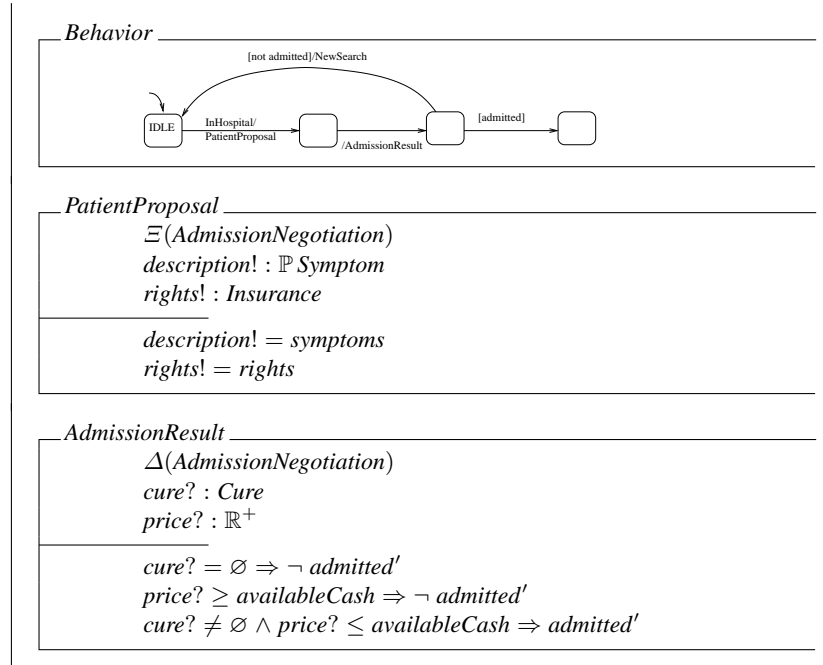 Behavior
[not admitted]/NewSearch
IDLE
InHospital/
PatientProposal
/AdmissionResult
[admitted]
PatientProposal
Ξ(AdmissionNegotiation)
description! : ℙ Symptom
rights! : Insurance
description! = symptoms
rights! = rights
AdmissionResult
Δ(AdmissionNegotiation)
cure? : Cure
price? : ℝ⁺
cure? = ∅ ⇒ ¬ admitted′
price? ≥ availableCash ⇒ ¬ admitted′
cure? ≠ ∅ ∧ price? ≤ availableCash ⇒ admitted′